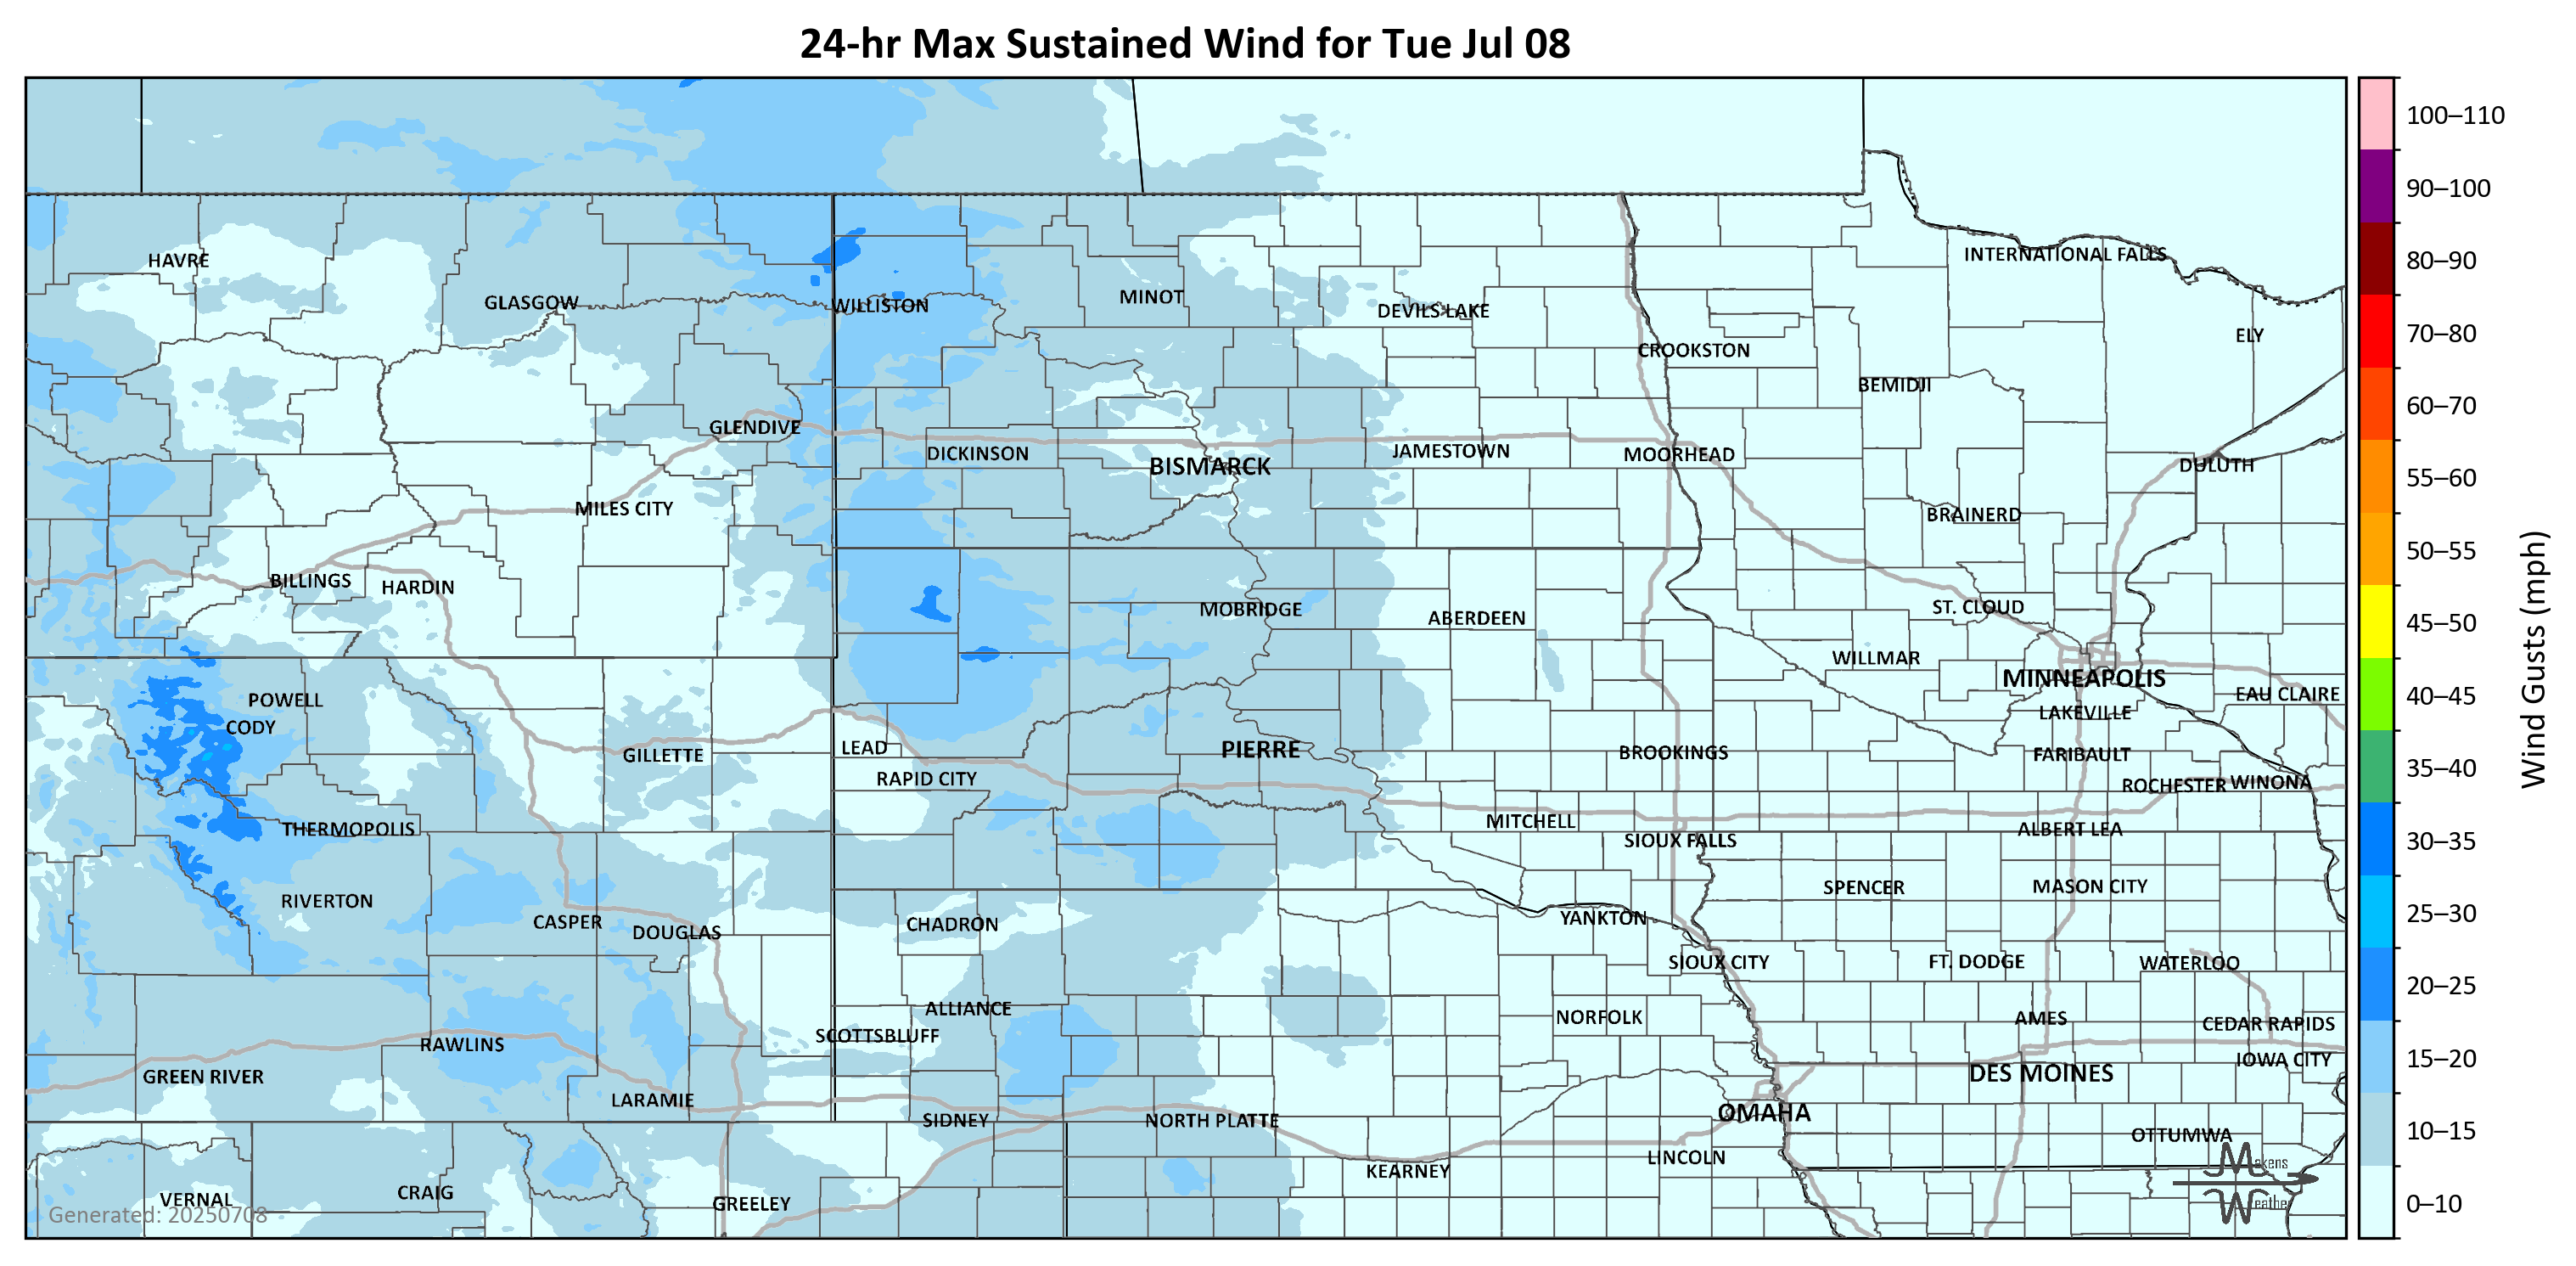 24-hr Max Sustained Wind for Tue Jul 08
100–110
90–100
80–90
70–80
60–70
55–60
50–55
45–50
40–45
35–40
30–35
25–30
20–25
15–20
10–15
0–10
Wind Gusts (mph)
HAVRE
INTERNATIONAL FALLS
GLASGOW
WILLISTON
MINOT
DEVILS LAKE
ELY
CROOKSTON
BEMIDJI
GLENDIVE
DICKINSON
BISMARCK
JAMESTOWN
MOORHEAD
DULUTH
MILES CITY
BRAINERD
BILLINGS
HARDIN
MOBRIDGE
ABERDEEN
ST. CLOUD
WILLMAR
MINNEAPOLIS
EAU CLAIRE
POWELL
CODY
LAKEVILLE
GILLETTE
LEAD
PIERRE
BROOKINGS
FARIBAULT
RAPID CITY
ROCHESTER
WINONA
THERMOPOLIS
MITCHELL
SIOUX FALLS
ALBERT LEA
RIVERTON
SPENCER
MASON CITY
CASPER
DOUGLAS
CHADRON
YANKTON
SIOUX CITY
FT. DODGE
WATERLOO
ALLIANCE
NORFOLK
AMES
CEDAR RAPIDS
SCOTTSBLUFF
RAWLINS
IOWA CITY
GREEN RIVER
DES MOINES
LARAMIE
SIDNEY
NORTH PLATTE
OMAHA
OTTUMWA
KEARNEY
LINCOLN
VERNAL
CRAIG
GREELEY
Generated: 20250708
Makens
Weather